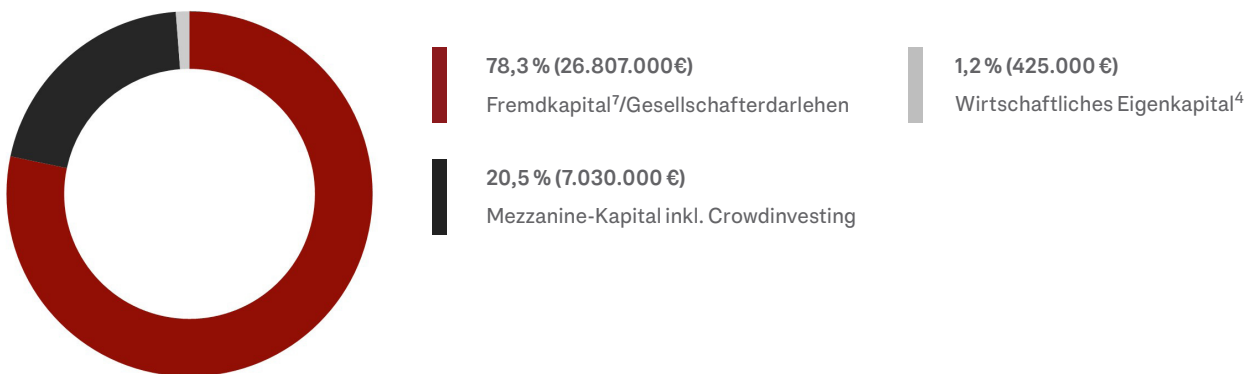 78,3 % (26.807.000€)
Fremdkapital⁷/Gesellschafterdarlehen
20,5 % (7.030.000 €)
Mezzanine-Kapital inkl. Crowdinvesting
1,2 % (425.000 €)
Wirtschaftliches Eigenkapital⁴